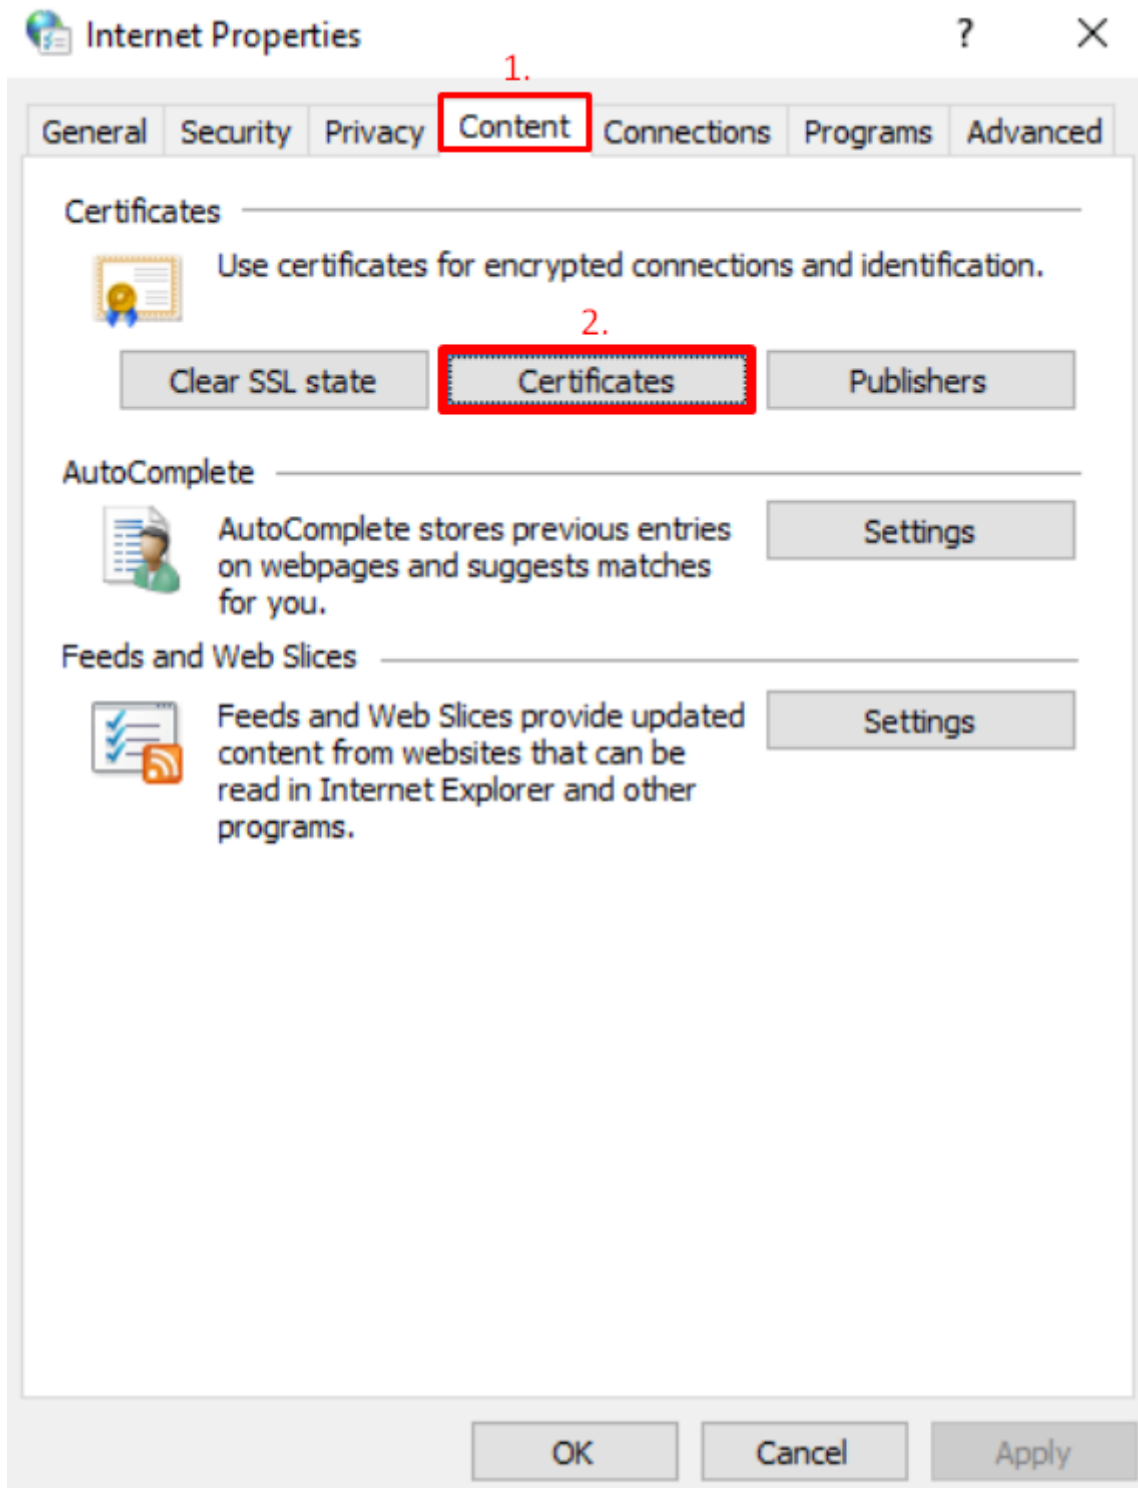 Internet Properties
?
1.
General Security Privacy Content Connections Programs Advanced
Certificates
Use certificates for encrypted connections and identification.
2.
Clear SSL state Certificates Publishers
AutoComplete
AutoComplete stores previous entries
on webpages and suggests matches
for you.
Settings
Feeds and Web Slices
Feeds and Web Slices provide updated
content from websites that can be
read in Internet Explorer and other
programs.
Settings
OK Cancel Apply